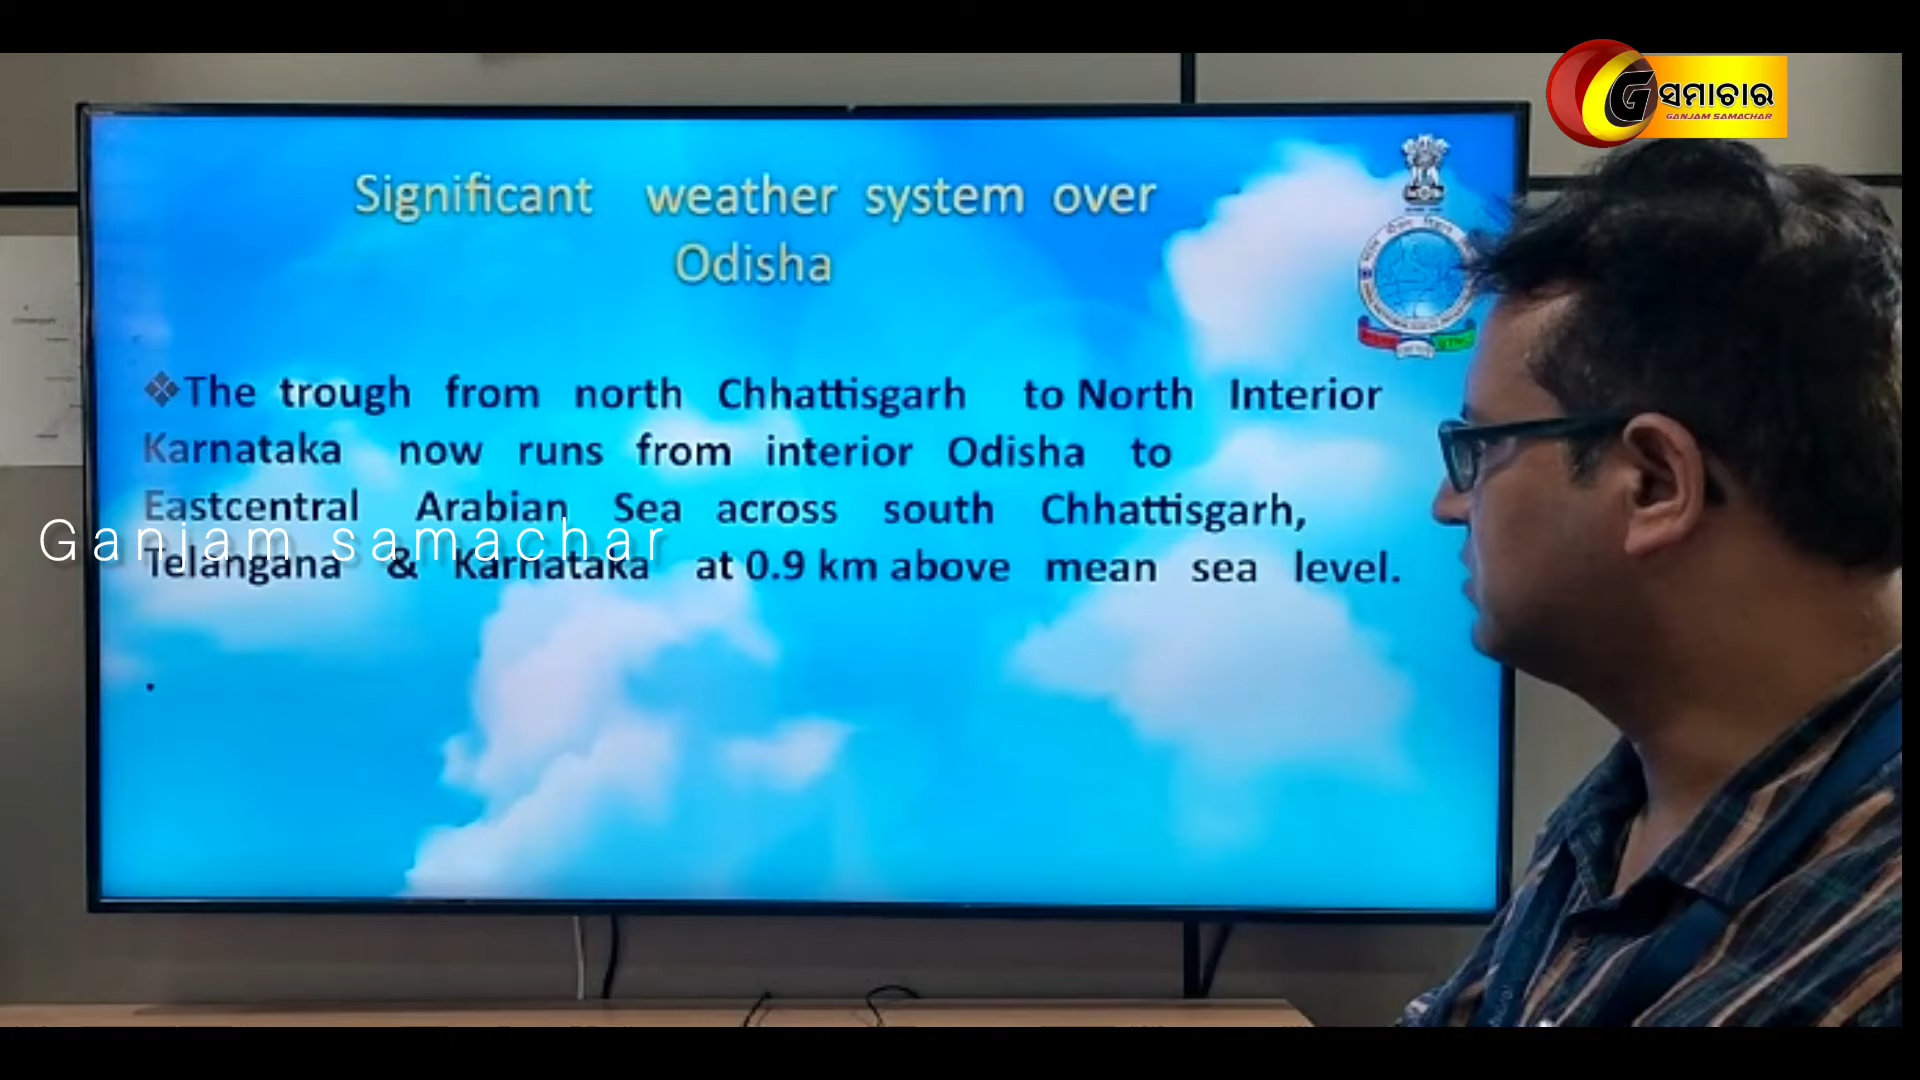 ସମାଚାର
GANJAM SAMACHAR
Significant weather system over
Odisha
❖The trough from north Chhattisgarh to North Interior
Karnataka now runs from interior Odisha to
Eastcentral Arabian Sea across south Chhattisgarh,
Ganjam samachar
Telangana & Karnataka at 0.9 km above mean sea level.